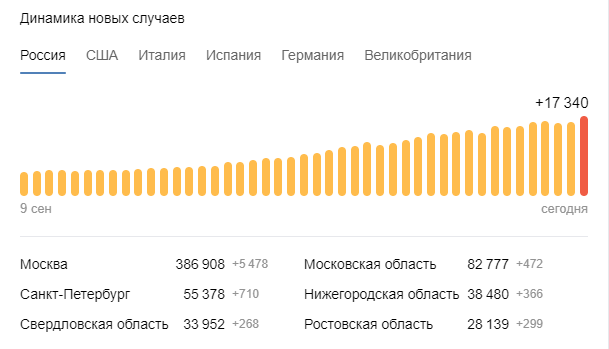 Динамика новых случаев
Россия США Италия Испания Германия Великобритания
+17 340
9 сен сегодня
Москва 386 908 +5 478 Московская область 82 777 +472
Санкт-Петербург 55 378 +710 Нижегородская область 38 480 +366
Свердловская область 33 952 +268 Ростовская область 28 139 +299